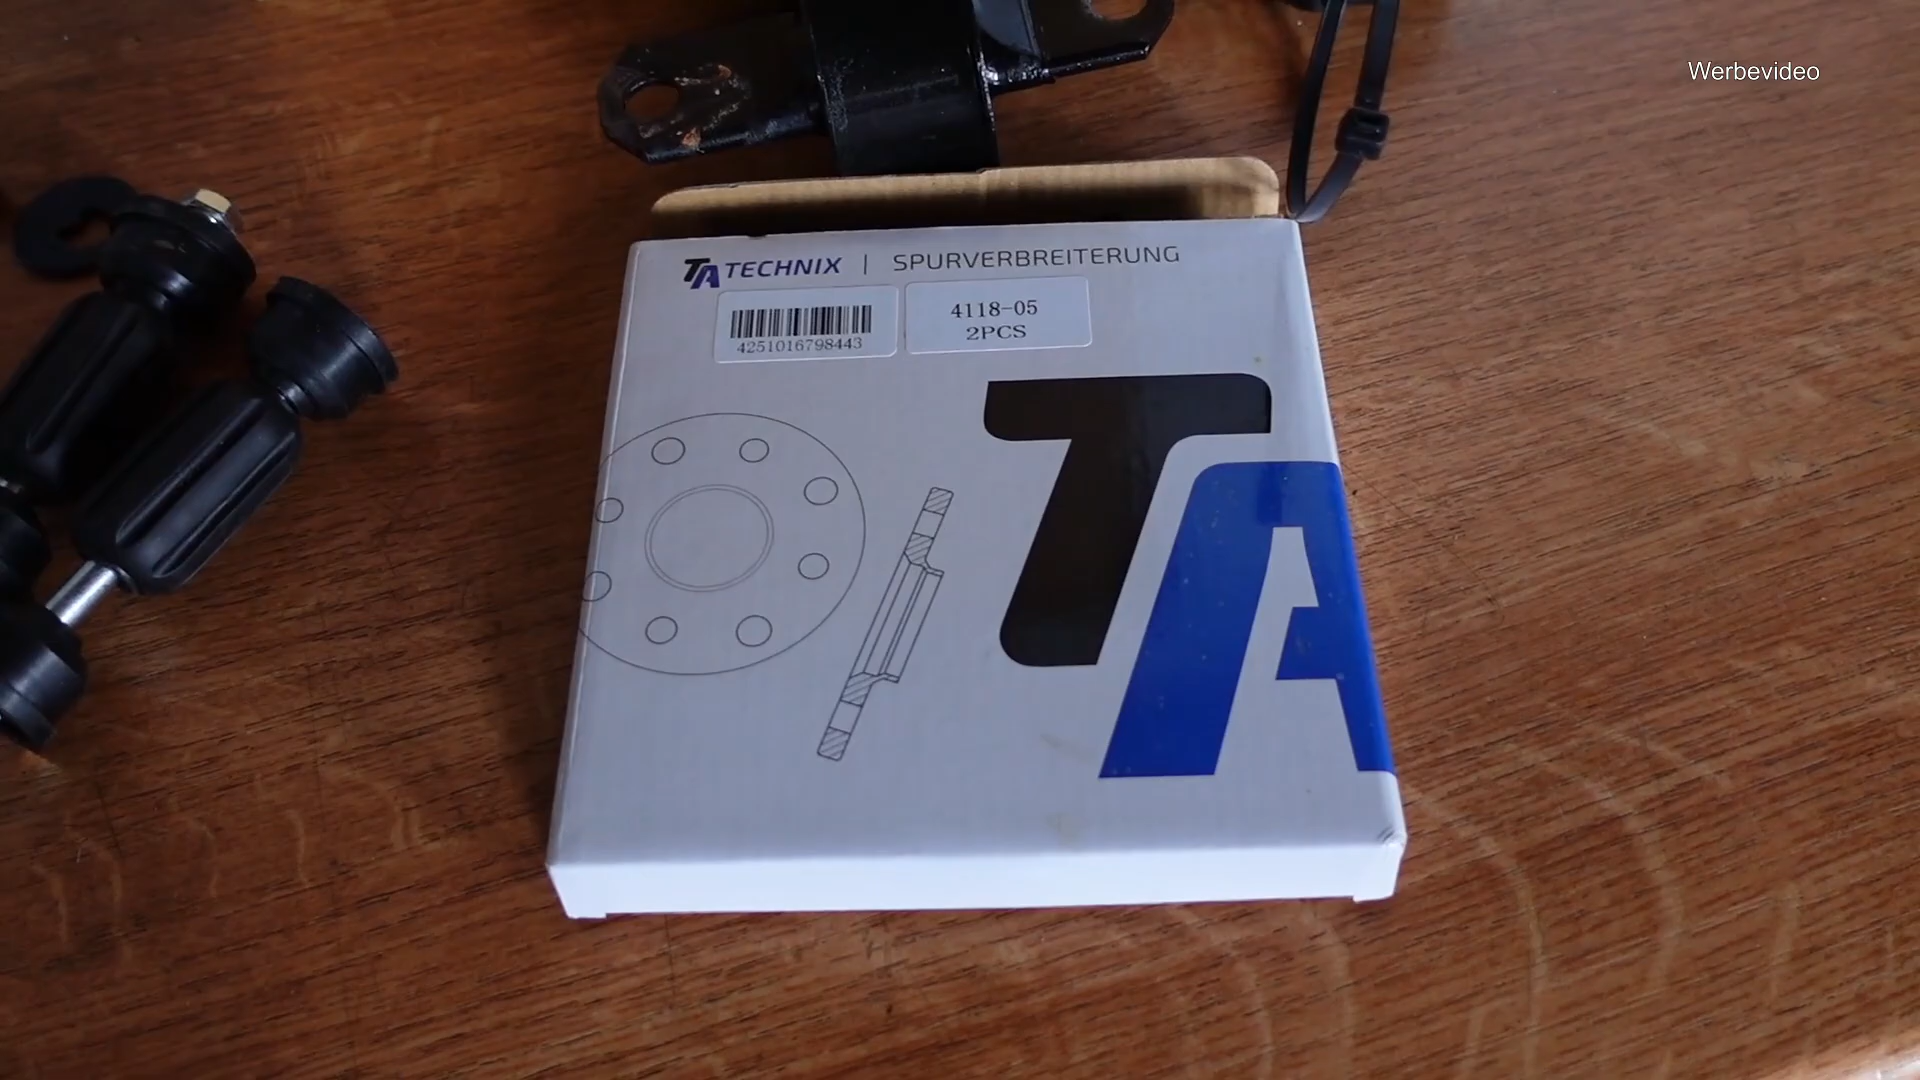 Werbevideo
TA TECHNIX | SPURVERBREITERUNG
4251016798443
4118-05
2PCS
TA